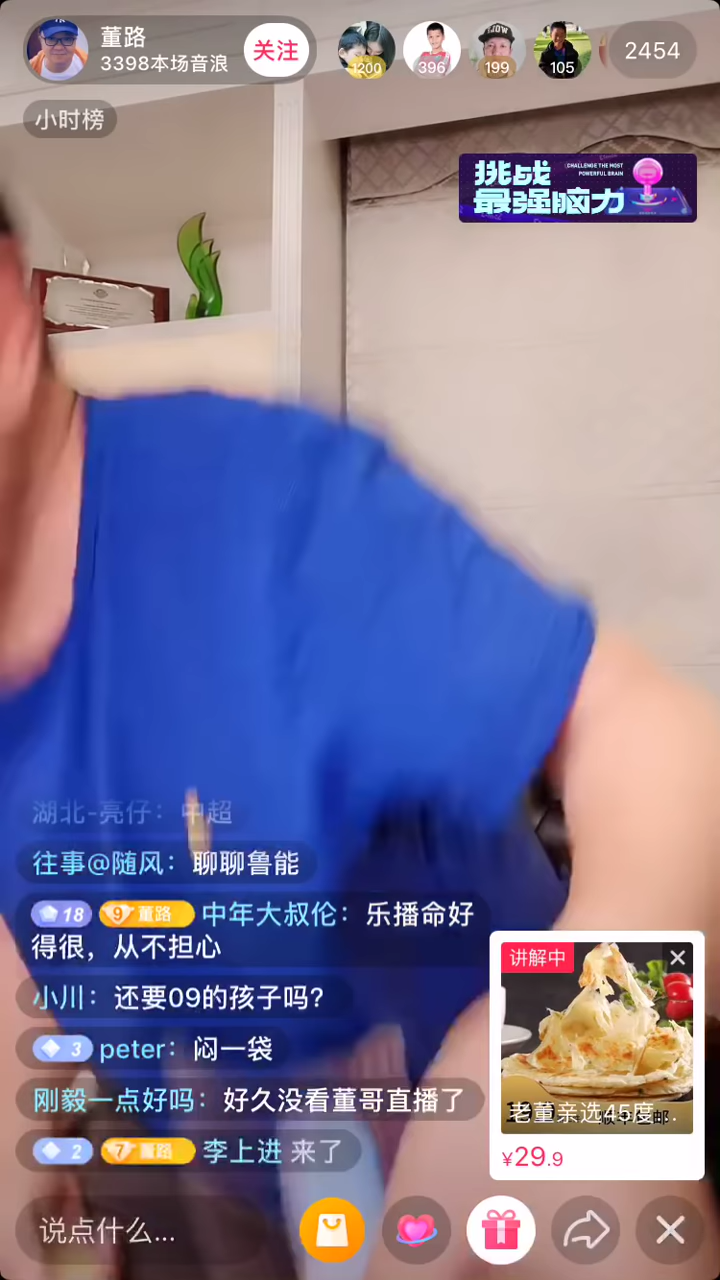 董路
3398本场音浪
关注
1200
396
199
105
2454
小时榜
挑战
最强脑力
CHALLENGE THE MOST
POWERFUL BRAIN
湖北-亮仔：中超
往事@随风：聊聊鲁能
18 9 董路 中年大叔伦：乐播命好
得很，从不担心
小川：还要09的孩子吗？
3 peter：闷一袋
刚毅一点好吗：好久没看董哥直播了
2 7 董路 李上进 来了
讲解中
老董亲选45度...
¥29.9
说点什么...